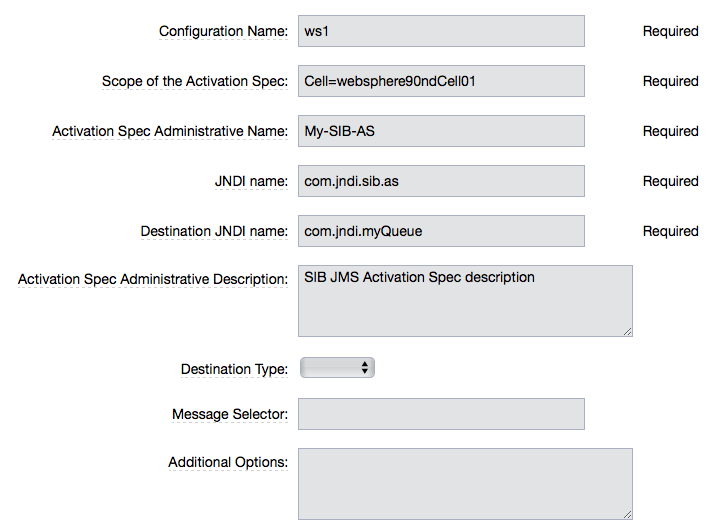 Configuration Name: ws1 Required
Scope of the Activation Spec: Cell=websphere90ndCell01 Required
Activation Spec Administrative Name: My-SIB-AS Required
JNDI name: com.jndi.sib.as Required
Destination JNDI name: com.jndi.myQueue Required
Activation Spec Administrative Description: SIB JMS Activation Spec description
Destination Type:
Message Selector:
Additional Options: